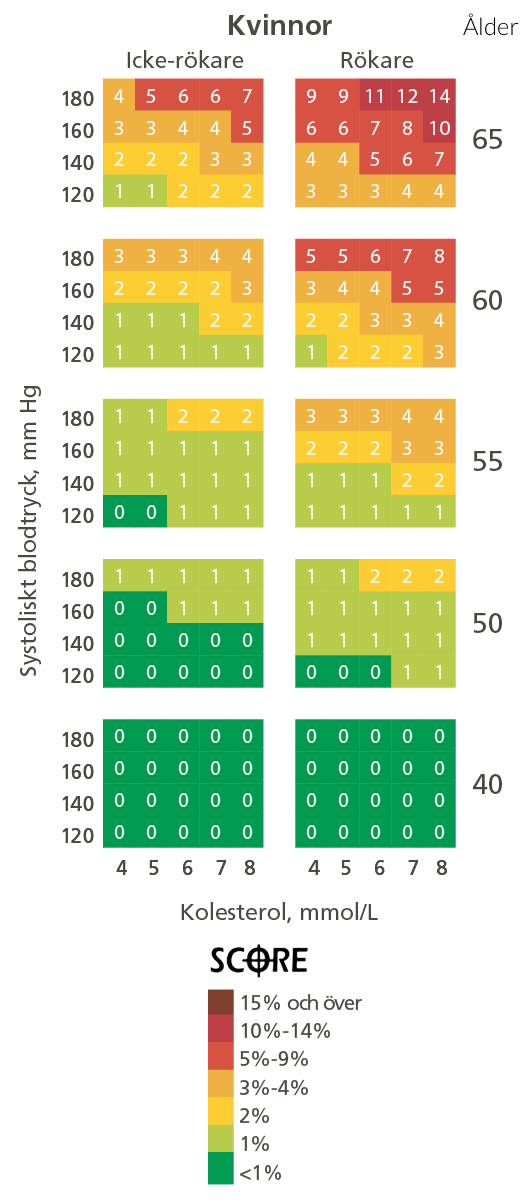 Kvinnor Ålder
Icke-rökare Rökare
180 4 5 6 6 7 9 9 11 12 14
160 3 3 4 4 5 6 6 7 8 10
65
140 2 2 2 3 3 4 4 5 6 7
120 1 1 2 2 2 3 3 3 4 4
180 3 3 3 4 4 5 5 6 7 8
160 2 2 2 2 3 3 4 4 5 5
60
140 1 1 1 2 2 2 2 3 3 4
120 1 1 1 1 1 1 2 2 2 3
Systoliskt blodtryck, mm Hg
180 1 1 2 2 2 3 3 3 4 4
160 1 1 1 1 1 2 2 2 3 3
55
140 1 1 1 1 1 1 1 1 2 2
120 0 0 1 1 1 1 1 1 1 1
180 1 1 1 1 1 1 1 2 2 2
160 0 0 1 1 1 1 1 1 1 1
50
140 0 0 0 0 0 1 1 1 1 1
120 0 0 0 0 0 0 0 0 1 1
180 0 0 0 0 0 0 0 0 0 0
160 0 0 0 0 0 0 0 0 0 0
40
140 0 0 0 0 0 0 0 0 0 0
120 0 0 0 0 0 0 0 0 0 0
4 5 6 7 8 4 5 6 7 8
Kolesterol, mmol/L
SCORE
15% och över
10%-14%
5%-9%
3%-4%
2%
1%
<1%